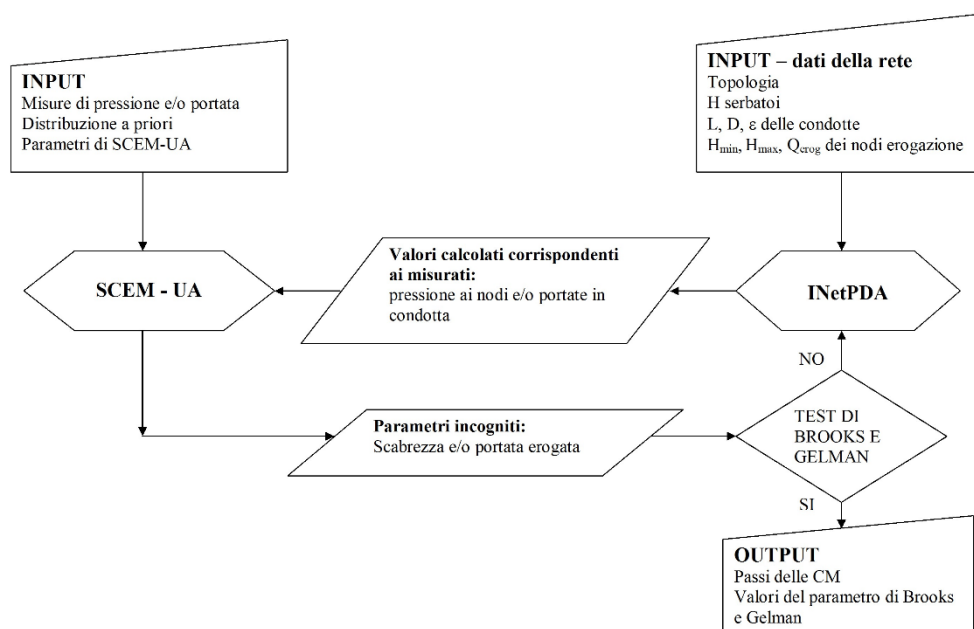 INPUT
Misure di pressione e/o portata
Distribuzione a priori
Parametri di SCEM-UA
INPUT – dati della rete
Topologia
H serbatoi
L, D, ε delle condotte
Hmin, Hmax, Qerog dei nodi erogazione
SCEM - UA
Valori calcolati corrispondenti
ai misurati:
pressione ai nodi e/o portate in
condotta
INetPDA
NO
Parametri incogniti:
Scabrezza e/o portata erogata
TEST DI
BROOKS E
GELMAN
SI
OUTPUT
Passi delle CM
Valori del parametro di Brooks
e Gelman